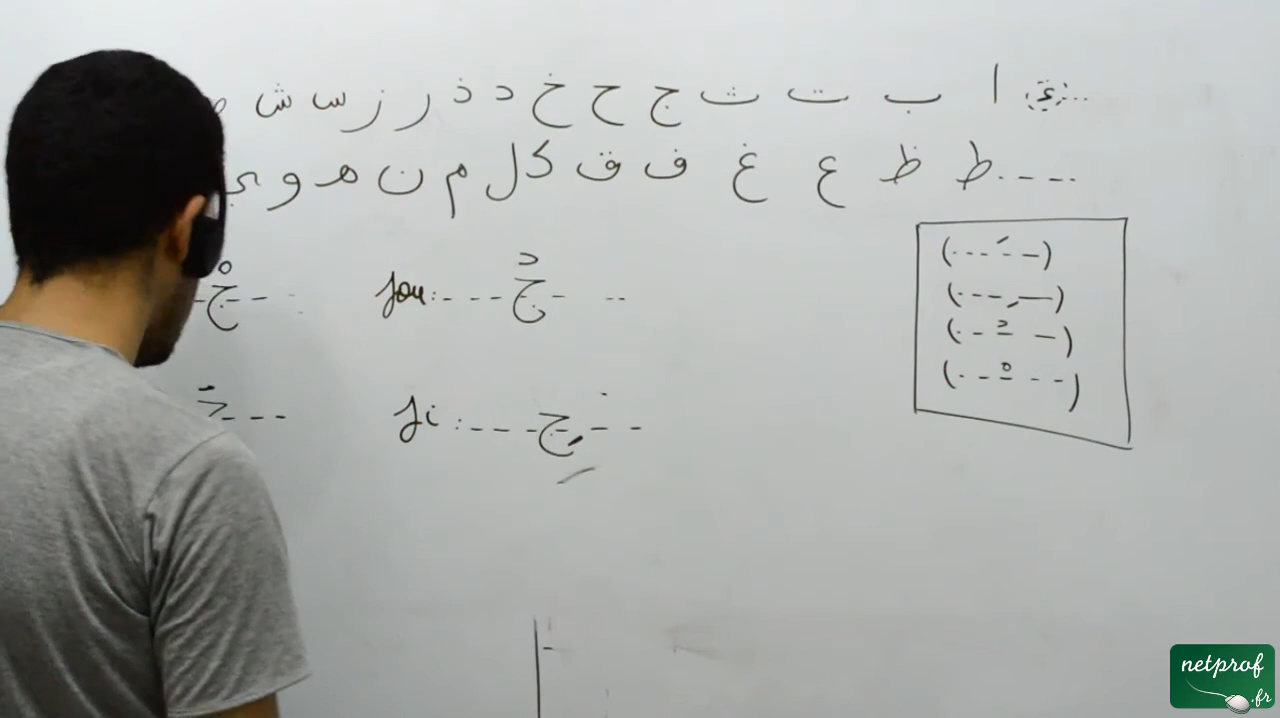 ا ب ت ث ج ح خ د ذ ر ز س ش
ط ظ ع غ ف ق ك ل م ن ه و ي
jou: ---جُ-
جْ--
ji: ---جِ--
(----َ--)
(---ِ--)
(--ُ--)
(--ْ--)
netprof
.fr